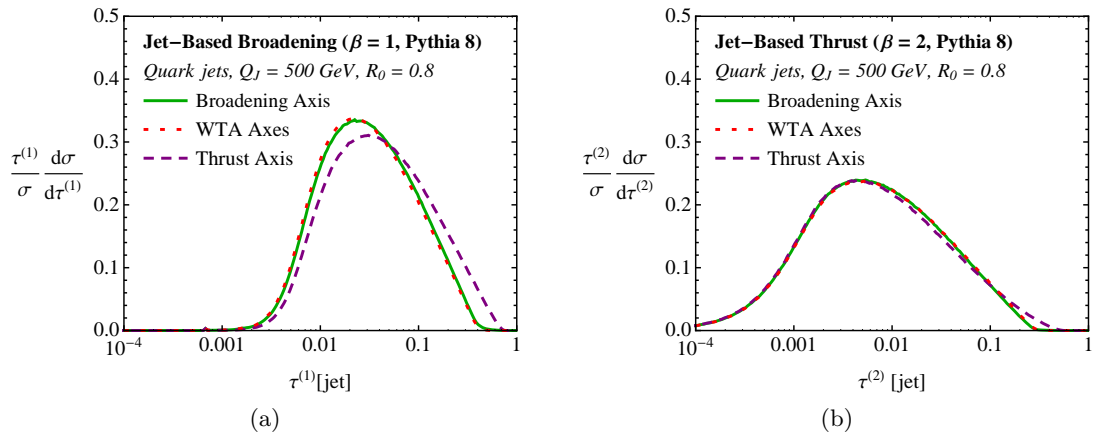 0.5
0.4
0.3
0.2
0.1
0.0
Jet−Based Broadening (β = 1, Pythia 8)
Quark jets, Q_J = 500 GeV, R_0 = 0.8
Broadening Axis
WTA Axes
Thrust Axis
τ^(1)/σ dσ/dτ^(1)
10^−4 0.001 0.01 0.1 1
τ^(1)[jet]
(a)
0.5
0.4
0.3
0.2
0.1
0.0
Jet−Based Thrust (β = 2, Pythia 8)
Quark jets, Q_J = 500 GeV, R_0 = 0.8
Broadening Axis
WTA Axes
Thrust Axis
τ^(2)/σ dσ/dτ^(2)
10^−4 0.001 0.01 0.1 1
τ^(2) [jet]
(b)